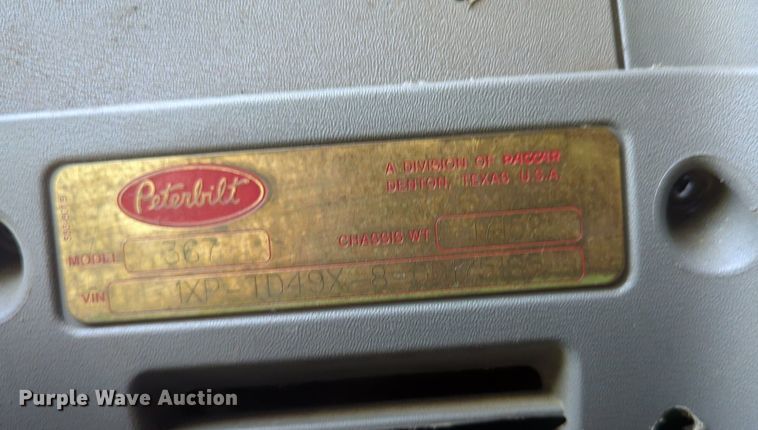 Peterbilt
A DIVISION OF PACCAR
DENTON, TEXAS U.S.A.
MODEL 367
CHASSIS WT
VIN 1XP-TD49X-8-
Purple Wave Auction